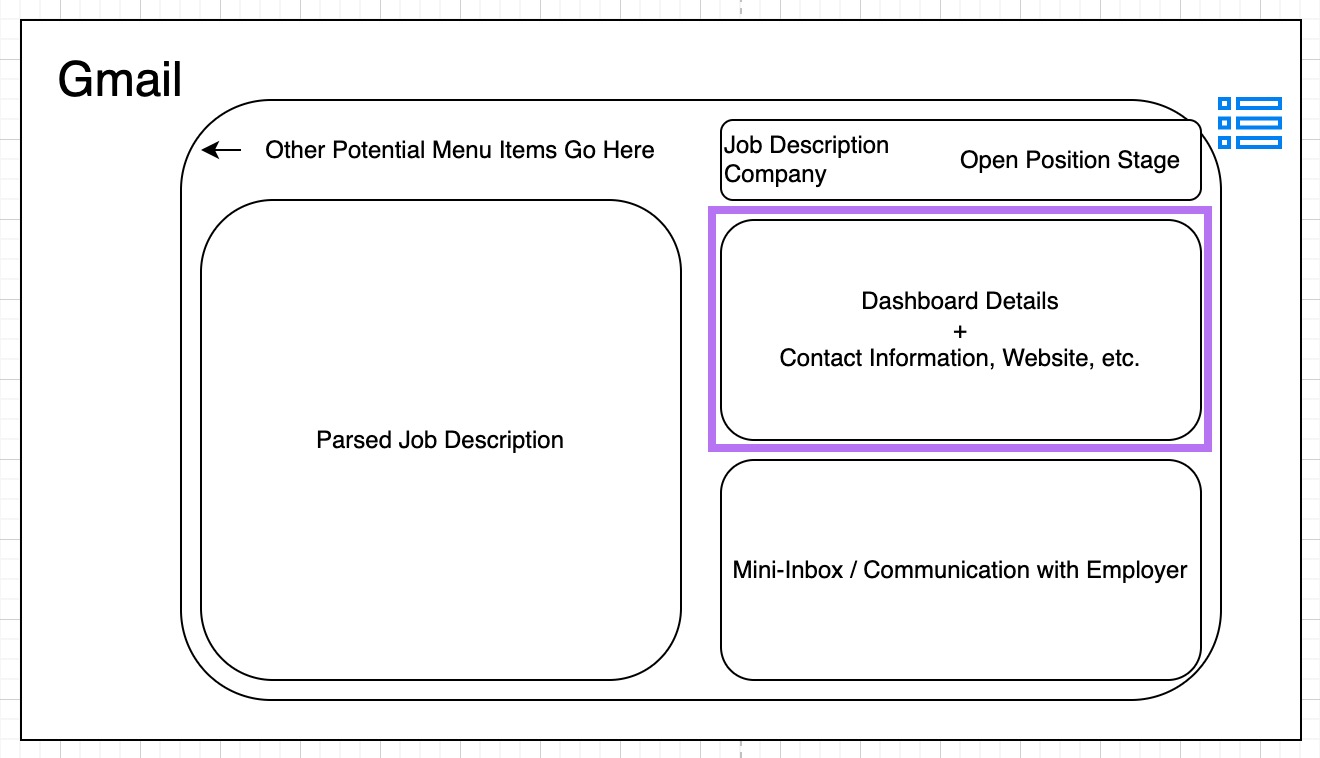 Gmail
Other Potential Menu Items Go Here
Job Description
Company
Open Position Stage
Dashboard Details
+
Contact Information, Website, etc.
Parsed Job Description
Mini-Inbox / Communication with Employer